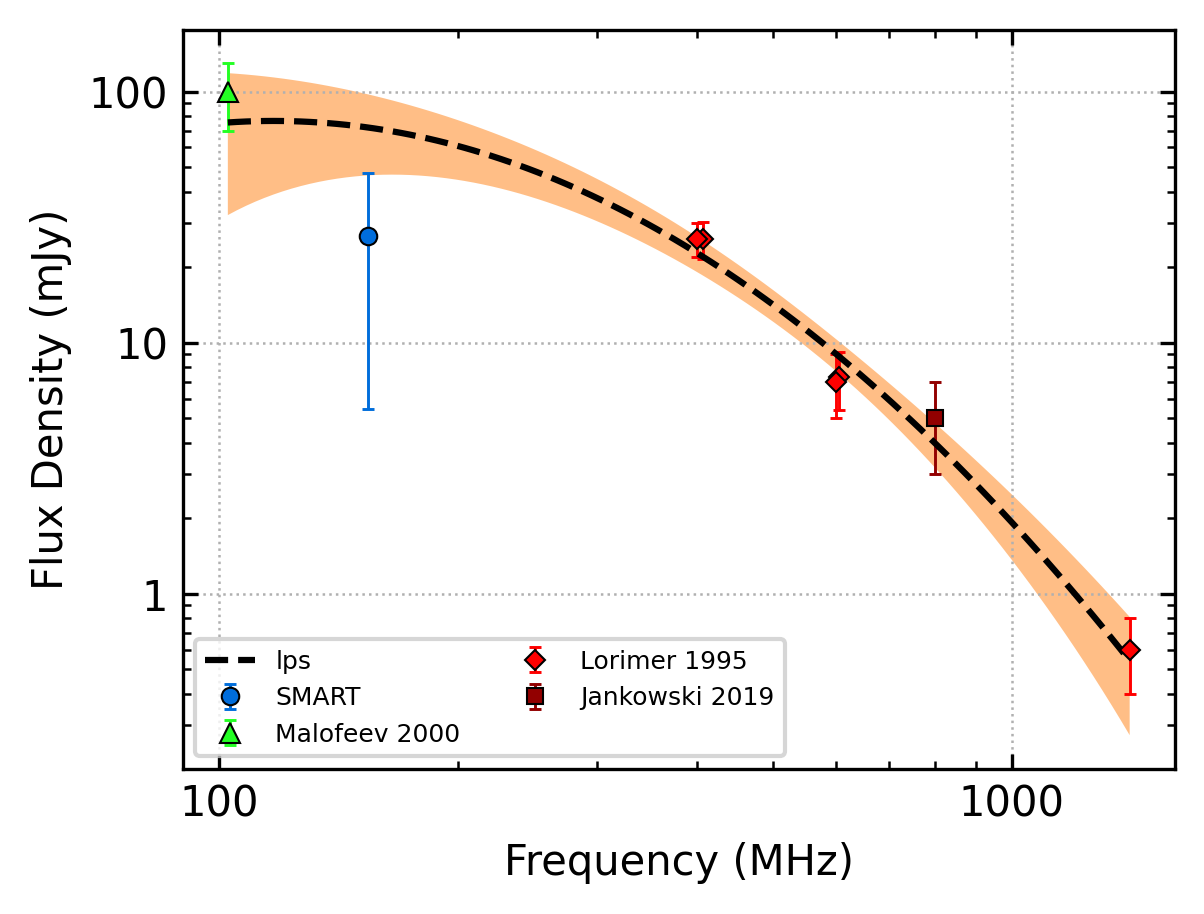 100
10
1
Flux Density (mJy)
lps
SMART
Malofeev 2000
Lorimer 1995
Jankowski 2019
100
1000
Frequency (MHz)